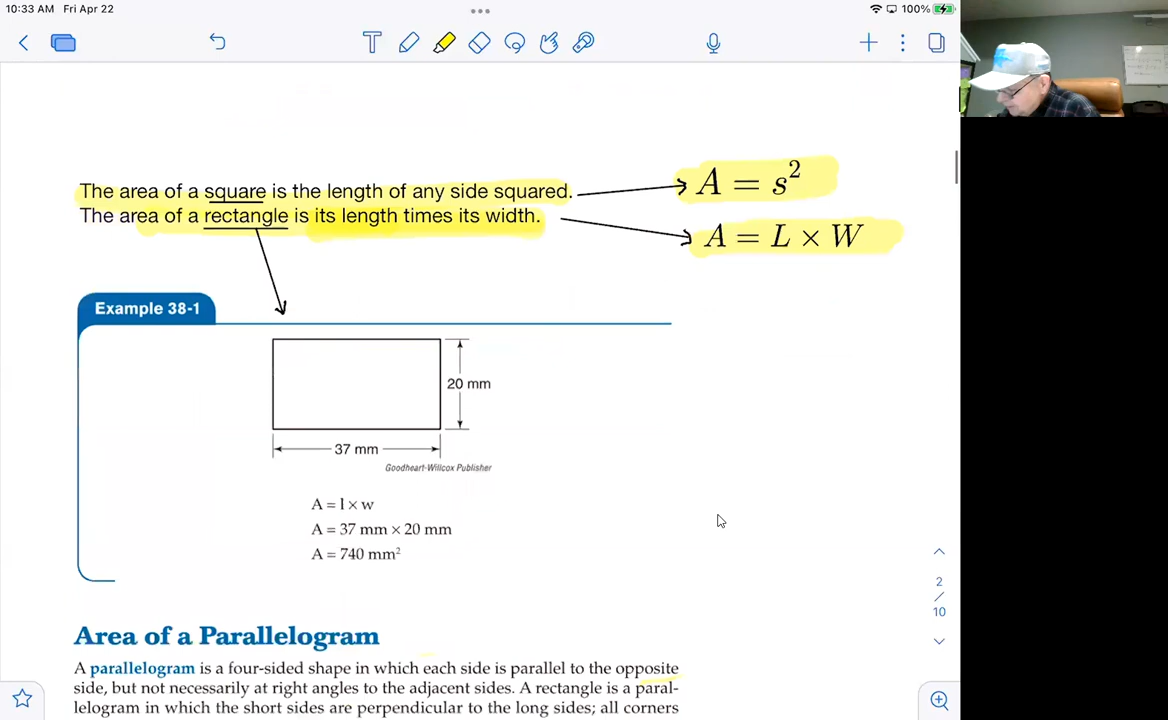 10:33 AM Fri Apr 22
100%
The area of a square is the length of any side squared.
A = s²
The area of a rectangle is its length times its width.
A = L × W
Example 38-1
20 mm
37 mm
Goodheart-Willcox Publisher
A = l × w
A = 37 mm × 20 mm
A = 740 mm²
2
/
10
Area of a Parallelogram
A parallelogram is a four-sided shape in which each side is parallel to the opposite
side, but not necessarily at right angles to the adjacent sides. A rectangle is a paral-
lelogram in which the short sides are perpendicular to the long sides; all corners